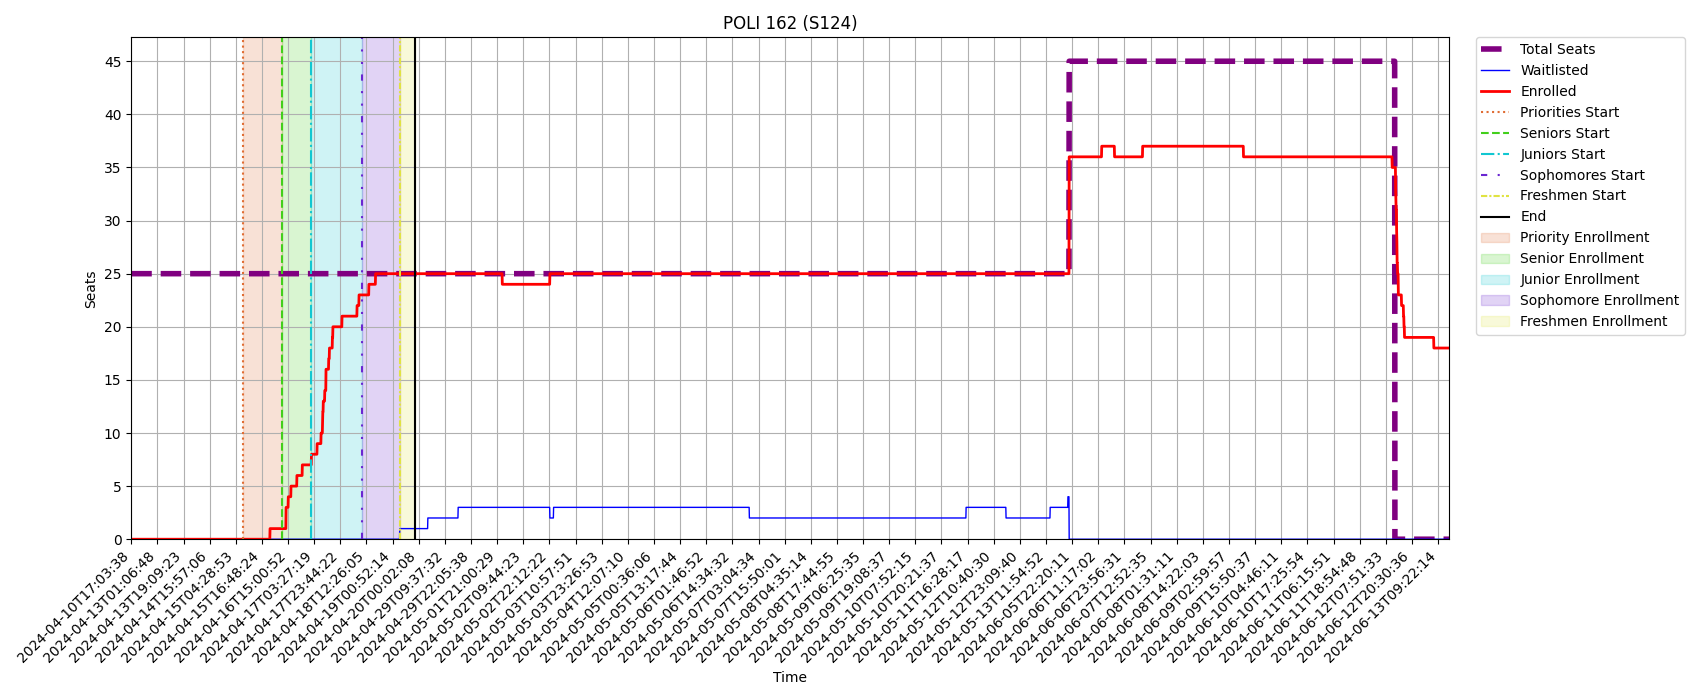 POLI 162 (S124)
Total Seats
Waitlisted
Enrolled
Priorities Start
Seniors Start
Juniors Start
Sophomores Start
Freshmen Start
End
Priority Enrollment
Senior Enrollment
Junior Enrollment
Sophomore Enrollment
Freshmen Enrollment
Seats
45
40
35
30
25
20
15
10
5
0
2024-04-10T17:03:38
2024-04-13T01:06:48
2024-04-13T19:09:23
2024-04-14T15:57:06
2024-04-15T04:28:53
2024-04-15T16:48:24
2024-04-16T15:00:52
2024-04-17T03:27:19
2024-04-17T23:44:22
2024-04-18T12:26:05
2024-04-19T00:52:14
2024-04-20T00:02:08
2024-04-29T09:37:32
2024-04-29T22:05:38
2024-05-01T21:00:29
2024-05-02T09:44:23
2024-05-02T22:12:22
2024-05-03T10:57:51
2024-05-03T23:26:53
2024-05-04T12:07:10
2024-05-05T00:36:06
2024-05-05T13:17:44
2024-05-06T01:46:52
2024-05-06T14:34:32
2024-05-07T03:04:34
2024-05-07T15:50:01
2024-05-08T04:35:14
2024-05-08T17:44:55
2024-05-09T06:25:35
2024-05-09T19:08:37
2024-05-10T07:52:15
2024-05-10T20:21:37
2024-05-11T16:28:17
2024-05-12T10:40:30
2024-05-12T23:09:40
2024-05-13T11:54:52
2024-06-05T22:20:11
2024-06-06T11:17:02
2024-06-06T23:56:31
2024-06-07T12:52:35
2024-06-08T01:31:11
2024-06-08T14:22:03
2024-06-09T02:59:57
2024-06-09T15:50:37
2024-06-10T04:46:11
2024-06-10T17:25:54
2024-06-11T06:15:51
2024-06-11T18:54:48
2024-06-12T07:51:33
2024-06-12T20:30:36
2024-06-13T09:22:14
Time